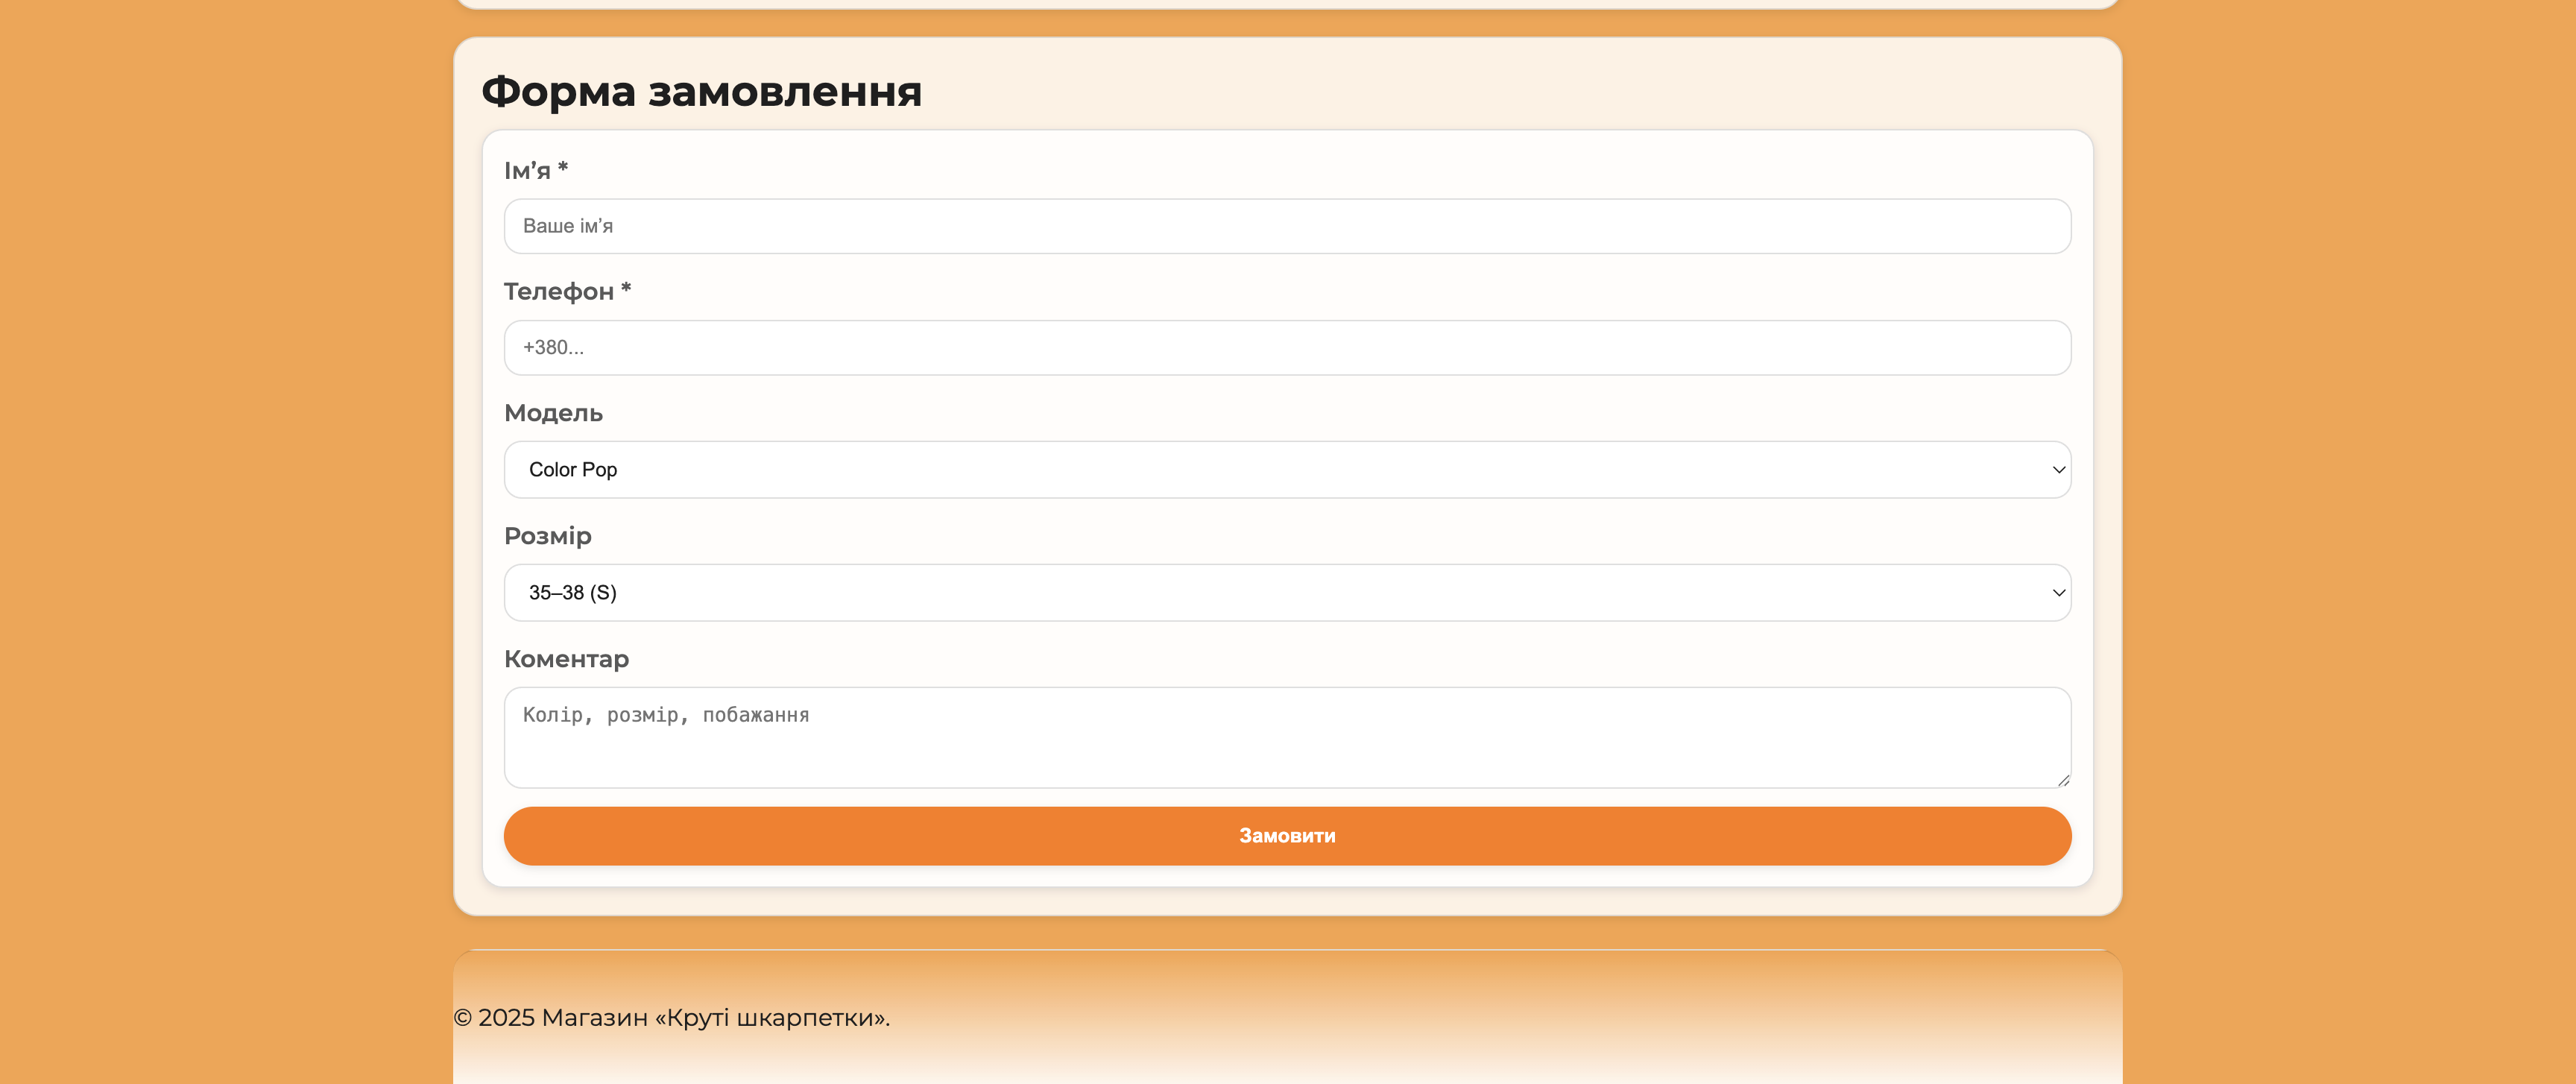 Форма замовлення
Ім’я *
Ваше ім’я
Телефон *
+380...
Модель
Color Pop
Розмір
35–38 (S)
Коментар
Колір, розмір, побажання
Замовити
© 2025 Магазин «Круті шкарпетки».